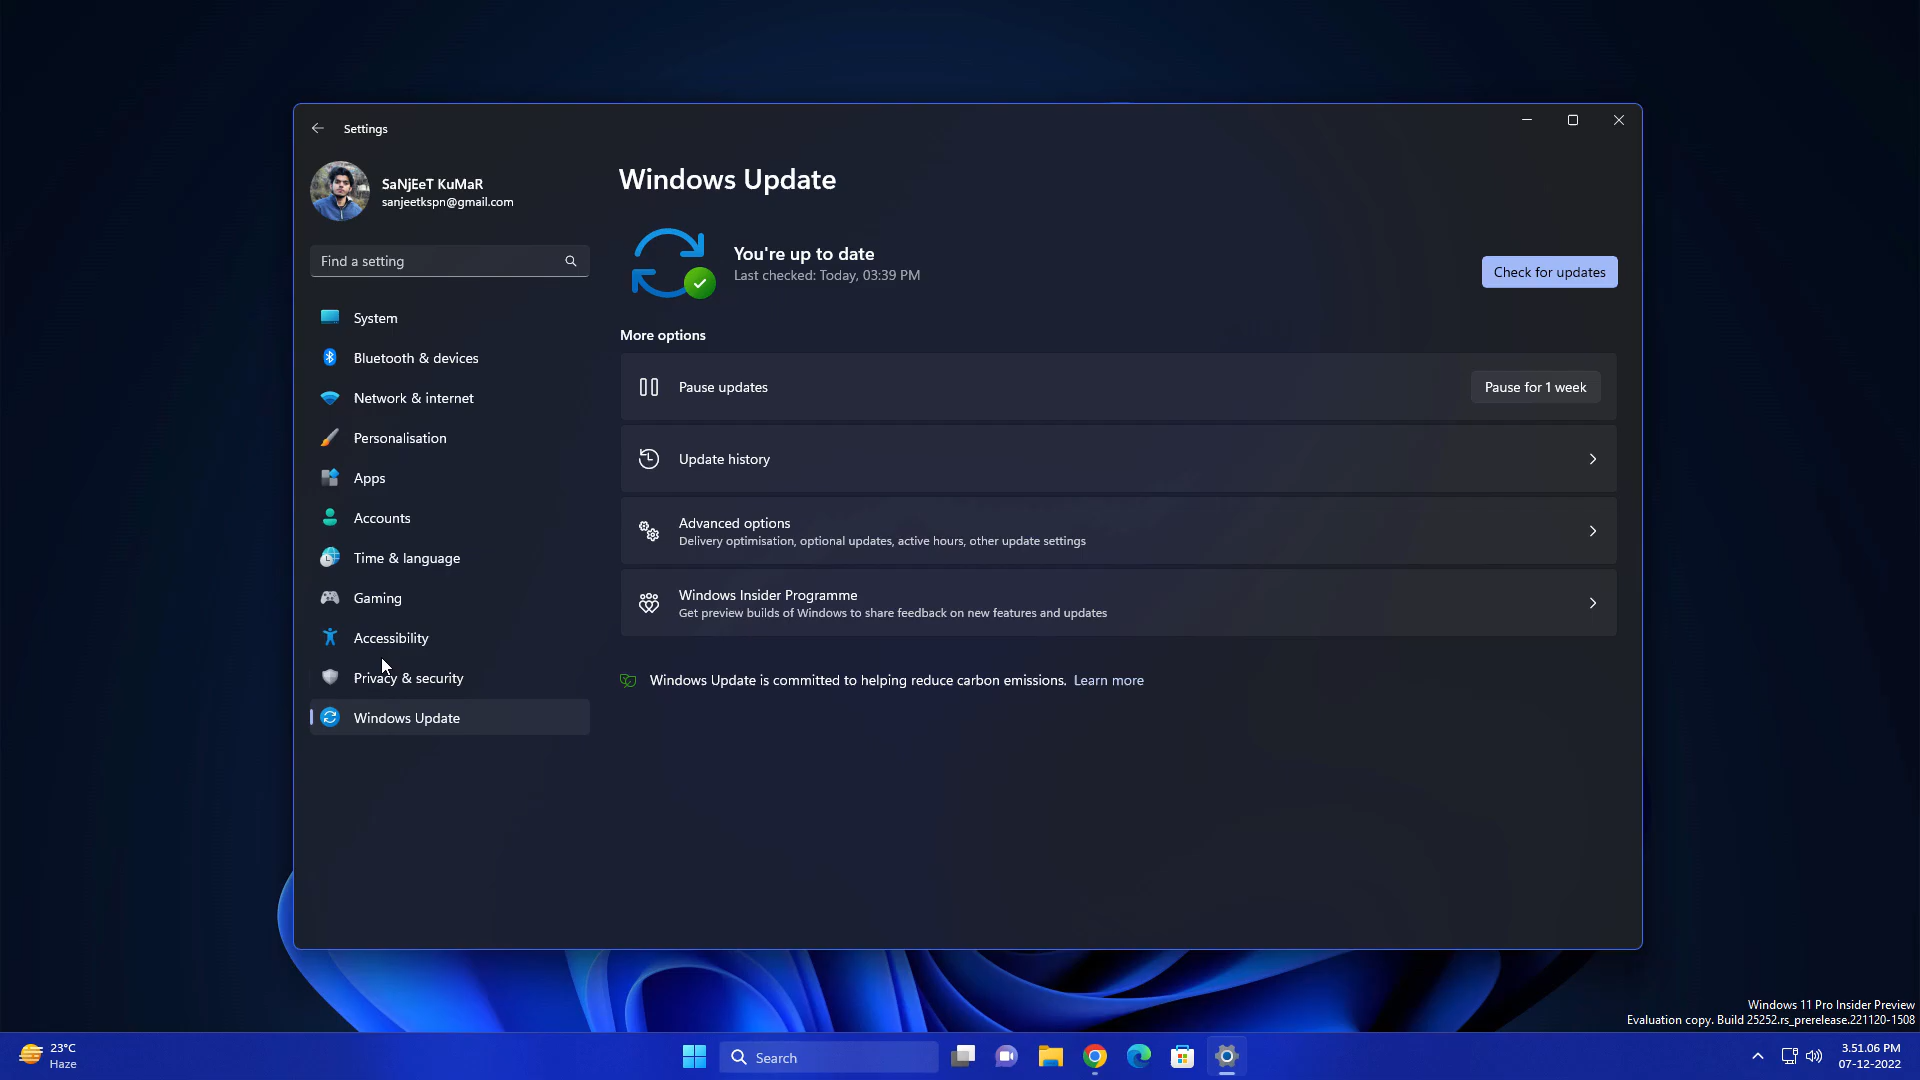 Settings
SaNjEeT KuMaR
sanjeetkspn@gmail.com
Find a setting
System
Bluetooth & devices
Network & internet
Personalisation
Apps
Accounts
Time & language
Gaming
Accessibility
Privacy & security
Windows Update
Windows Update
You're up to date
Last checked: Today, 03:39 PM
Check for updates
More options
Pause updates
Pause for 1 week
Update history
Advanced options
Delivery optimisation, optional updates, active hours, other update settings
Windows Insider Programme
Get preview builds of Windows to share feedback on new features and updates
Windows Update is committed to helping reduce carbon emissions. Learn more
Windows 11 Pro Insider Preview
Evaluation copy. Build 25252.rs_prerelease.221120-1508
23°C
Haze
Search
3.51.06 PM
07-12-2022